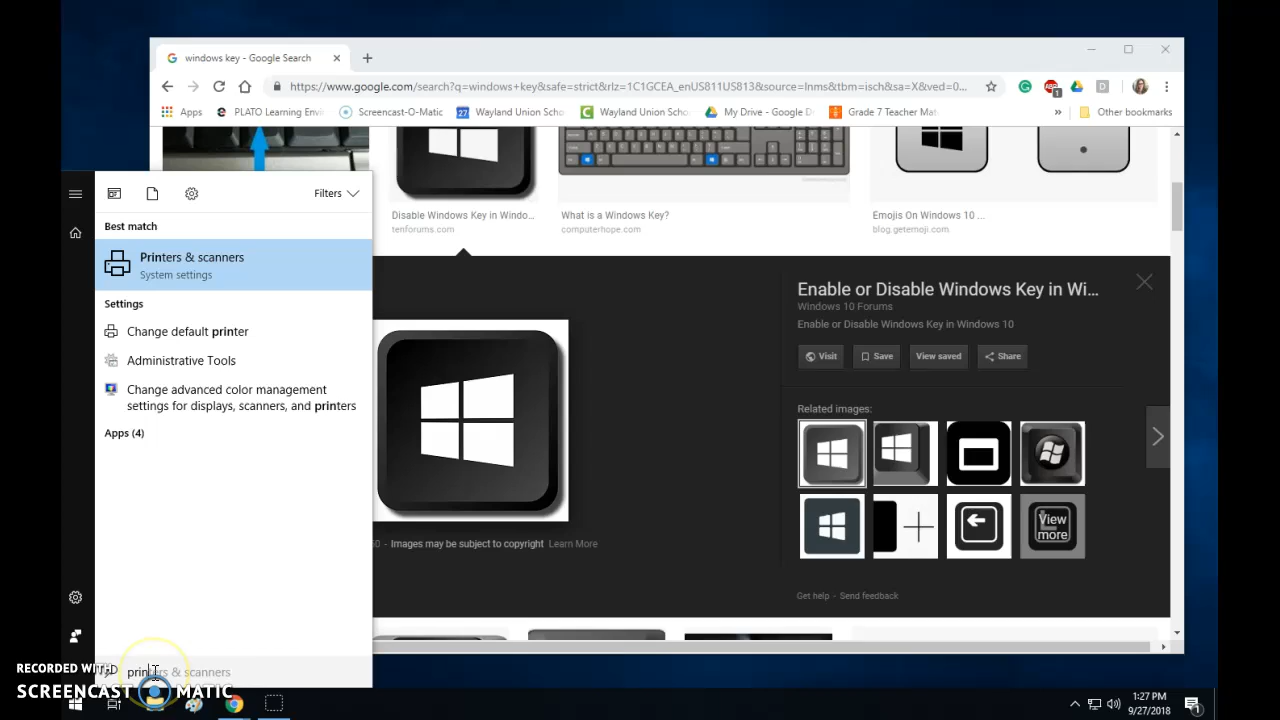 windows key - Google Search
https://www.google.com/search?q=windows+key&safe=strict&rlz=1C1GCEA_enUS811US813&source=lnms&tbm=isch&sa=X&ved=0...
1
D
Apps
PLATO Learning Envi
Screencast-O-Matic
27
Wayland Union Scho
Wayland Union Scho
My Drive - Google D
Grade 7 Teacher Mat
»
Other bookmarks
Disable Windows Key in Windo...
tenforums.com
What is a Windows Key?
computerhope.com
Emojis On Windows 10 ...
blog.getemoji.com
Filters
Best match
Printers & scanners
System settings
Settings
Change default printer
Administrative Tools
Change advanced color management
settings for displays, scanners, and printers
Apps (4)
Enable or Disable Windows Key in Wi...
Windows 10 Forums
Enable or Disable Windows Key in Windows 10
Visit
Save
View saved
Share
Related images:
View
more
- Images may be subject to copyright Learn More
Get help - Send feedback
printers & scanners
RECORDED WITH
SCREENCAST MATIC
1:27 PM
9/27/2018
1